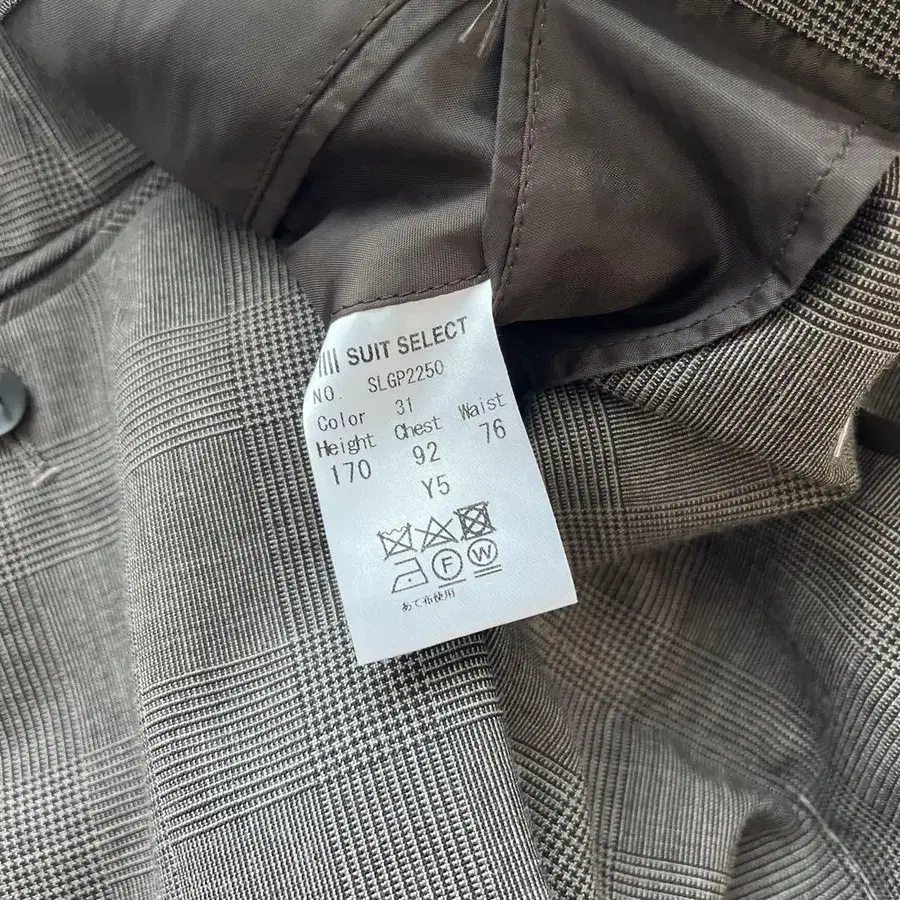 SUIT SELECT
NO. SLGP2250
Color 31
Height Chest Waist
170 92 76
Y5
F W
あて布使用